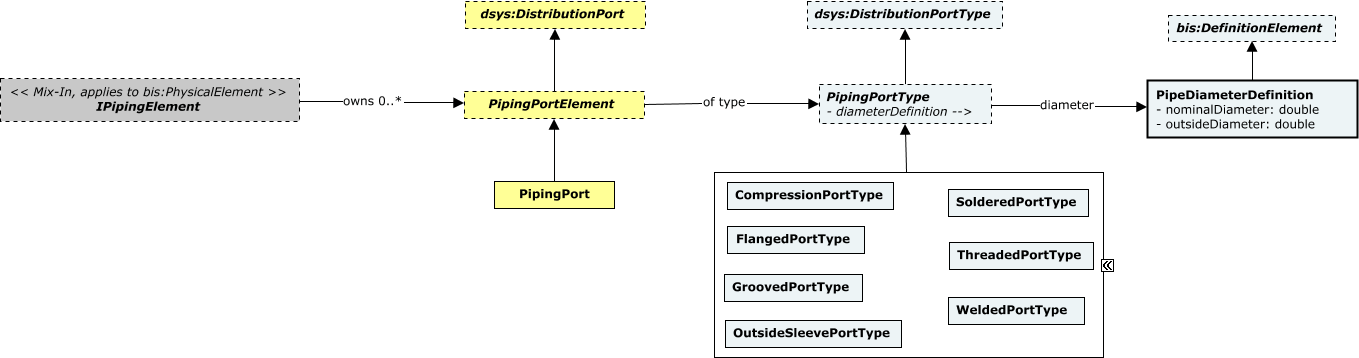 dsys:DistributionPort
dsys:DistributionPortType
bis:DefinitionElement
<< Mix-In, applies to bis:PhysicalElement >>
IPipingElement
owns 0..*
PipingPortElement
of type
PipingPortType
- diameterDefinition -->
diameter
PipeDiameterDefinition
- nominalDiameter: double
- outsideDiameter: double
PipingPort
CompressionPortType
SolderedPortType
FlangedPortType
ThreadedPortType
GroovedPortType
WeldedPortType
OutsideSleevePortType